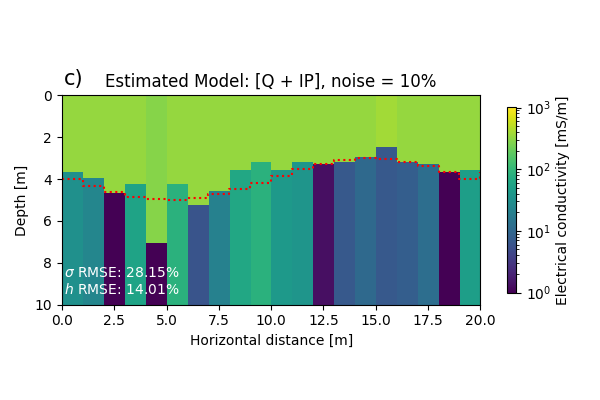 c)
Estimated Model: [Q + IP], noise = 10%
0
2
4
6
8
10
Depth [m]
σ RMSE: 28.15%
h RMSE: 14.01%
0.0 2.5 5.0 7.5 10.0 12.5 15.0 17.5 20.0
Horizontal distance [m]
10³
10²
10¹
10⁰
Electrical conductivity [mS/m]